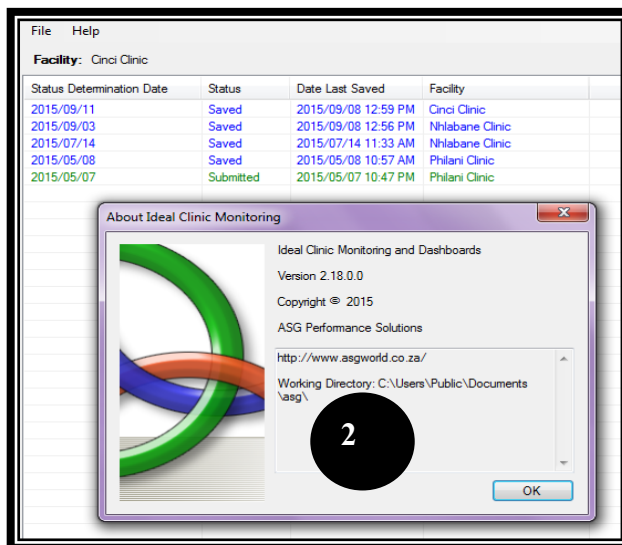 File Help
Facility: Cinci Clinic
Status Determination Date Status Date Last Saved Facility
2015/09/11 Saved 2015/09/08 12:59 PM Cinci Clinic
2015/09/03 Saved 2015/09/08 12:56 PM Nhlabane Clinic
2015/07/14 Saved 2015/07/14 11:33 AM Nhlabane Clinic
2015/05/08 Saved 2015/05/08 10:57 AM Philani Clinic
2015/05/07 Submitted 2015/05/07 10:47 PM Philani Clinic
About Ideal Clinic Monitoring
Ideal Clinic Monitoring and Dashboards
Version 2.18.0.0
Copyright © 2015
ASG Performance Solutions
http://www.asgworld.co.za/
Working Directory: C:\Users\Public\Documents
\asg\
2
OK